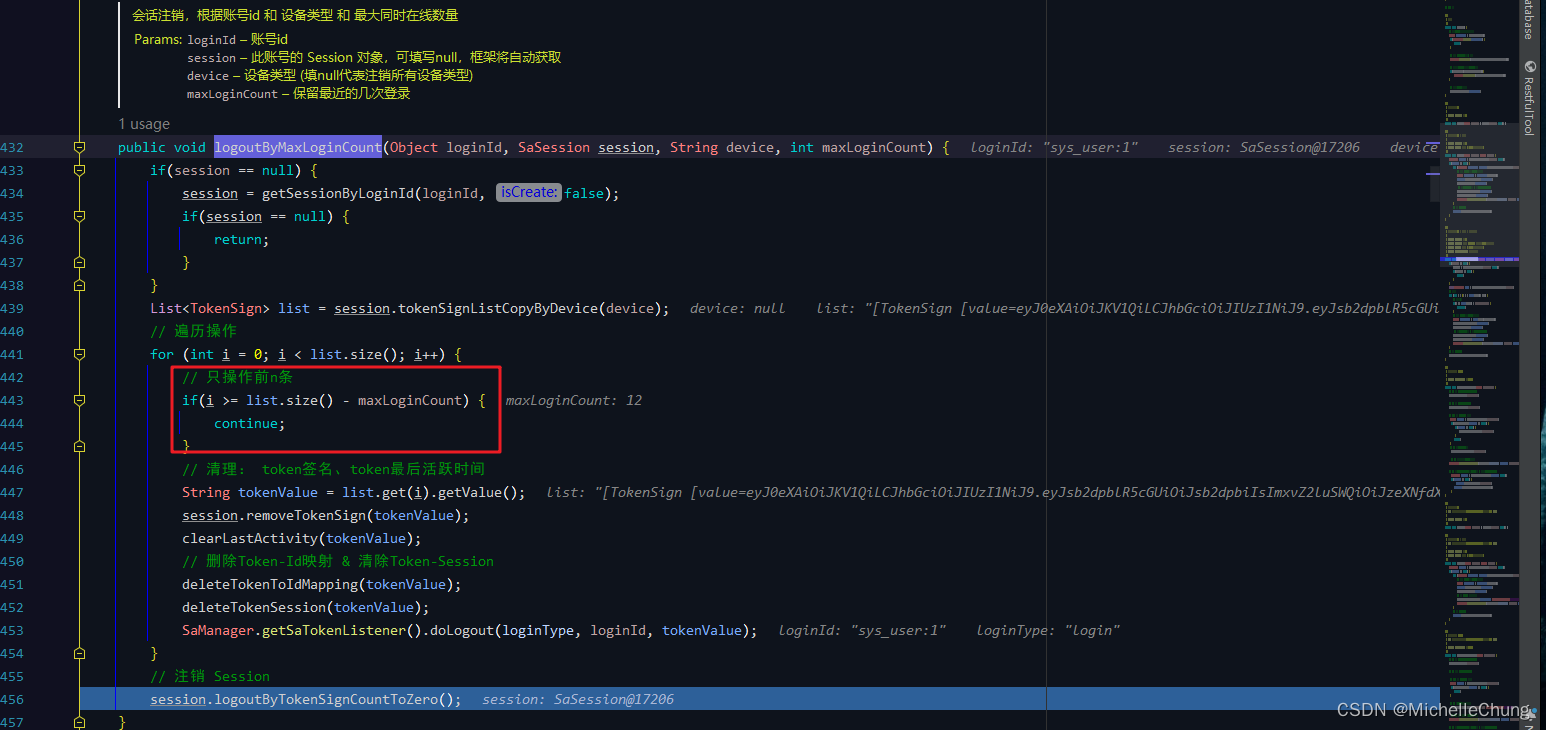 会话注销，根据账号id 和 设备类型 和 最大同时在线数量
Params: loginId – 账号id
session – 此账号的 Session 对象，可填写null，框架将自动获取
device – 设备类型 (填null代表注销所有设备类型)
maxLoginCount – 保留最近的几次登录
1 usage
432 public void logoutByMaxLoginCount(Object loginId, SaSession session, String device, int maxLoginCount) { loginId: "sys_user:1" session: SaSession@17206 device
433 if(session == null) {
434 session = getSessionByLoginId(loginId, isCreate: false);
435 if(session == null) {
436 return;
437 }
438 }
439 List<TokenSign> list = session.tokenSignListCopyByDevice(device); device: null list: "[TokenSign [value=eyJ0eXAiOiJKV1QiLCJhbGciOiJIUzI1NiJ9.eyJsb2dpblR5cGUi
440 // 遍历操作
441 for (int i = 0; i < list.size(); i++) {
442 // 只操作前n条
443 if(i >= list.size() - maxLoginCount) { maxLoginCount: 12
444 continue;
445 }
446 // 清理： token签名、token最后活跃时间
447 String tokenValue = list.get(i).getValue(); list: "[TokenSign [value=eyJ0eXAiOiJKV1QiLCJhbGciOiJIUzI1NiJ9.eyJsb2dpblR5cGUiOiJsb2dpbiIsImxvZ2luSWQiOiJzeXNfdX
448 session.removeTokenSign(tokenValue);
449 clearLastActivity(tokenValue);
450 // 删除Token-Id映射 & 清除Token-Session
451 deleteTokenToIdMapping(tokenValue);
452 deleteTokenSession(tokenValue);
453 SaManager.getSaTokenListener().doLogout(loginType, loginId, tokenValue); loginId: "sys_user:1" loginType: "login"
454 }
455 // 注销 Session
456 session.logoutByTokenSignCountToZero(); session: SaSession@17206
457 }
atabase
RestfulTool
CSDN @MichelleChung